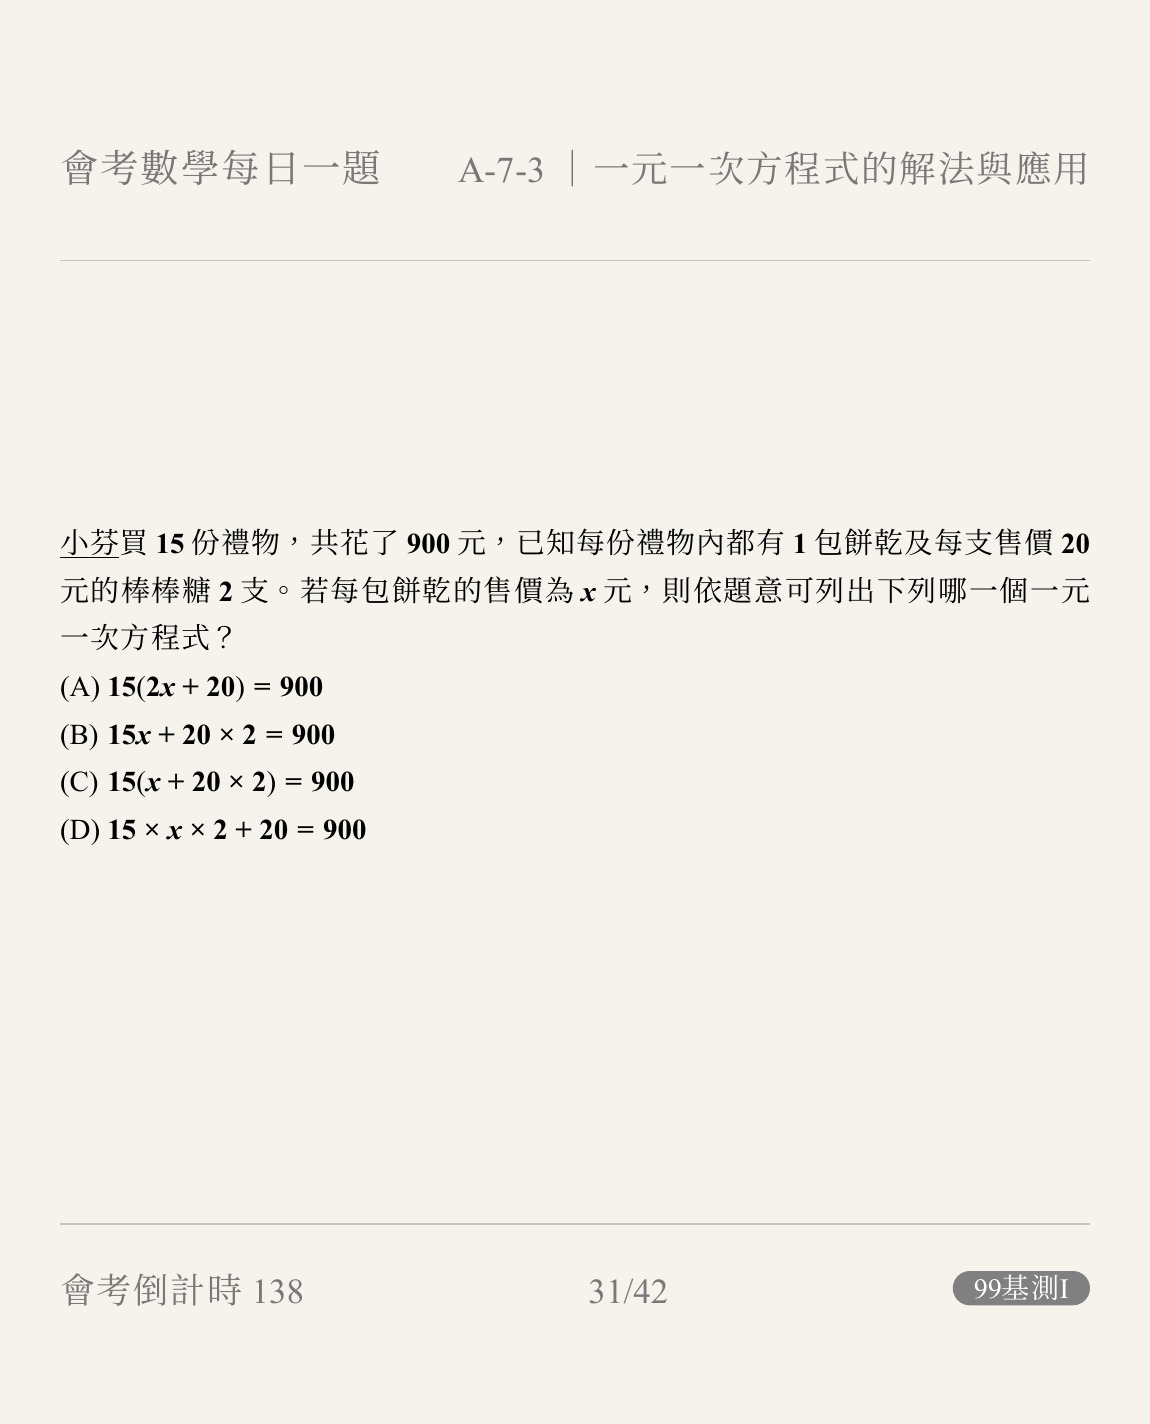 會考數學每日一題
A-7-3 │ 一元一次方程式的解法與應用
小芬買 15 份禮物，共花了 900 元，已知每份禮物內都有 1 包餅乾及每支售價 20
元的棒棒糖 2 支。若每包餅乾的售價為 x 元，則依題意可列出下列哪一個一元
一次方程式？
(A) 15(2x + 20) = 900
(B) 15x + 20 × 2 = 900
(C) 15(x + 20 × 2) = 900
(D) 15 × x × 2 + 20 = 900
會考倒計時 138
31/42
99基測I